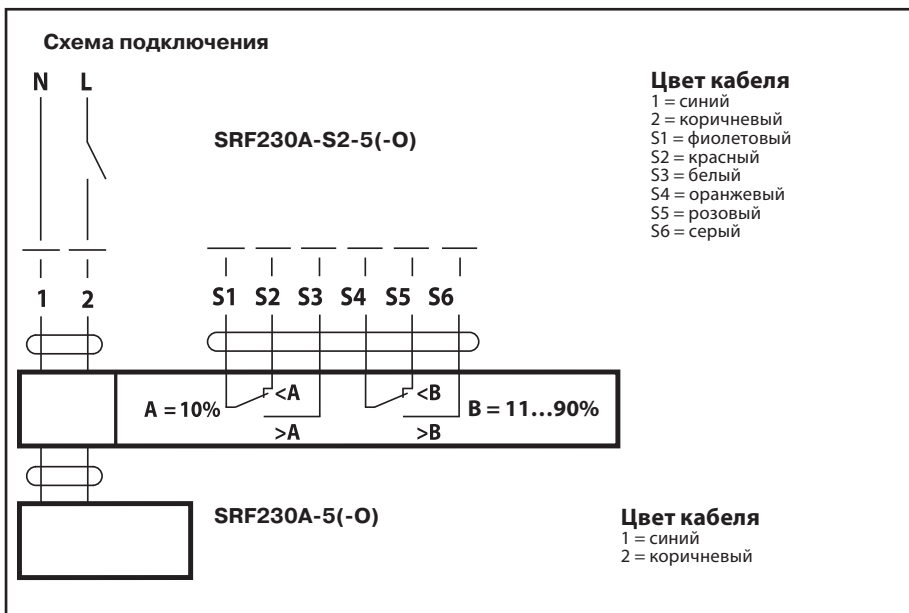 Схема подключения
N L
SRF230A-S2-5(-O)
Цвет кабеля
1 = синий
2 = коричневый
S1 = фиолетовый
S2 = красный
S3 = белый
S4 = оранжевый
S5 = розовый
S6 = серый
1 2 S1 S2 S3 S4 S5 S6
A = 10% <A <B B = 11...90%
>A >B
SRF230A-5(-O)
Цвет кабеля
1 = синий
2 = коричневый